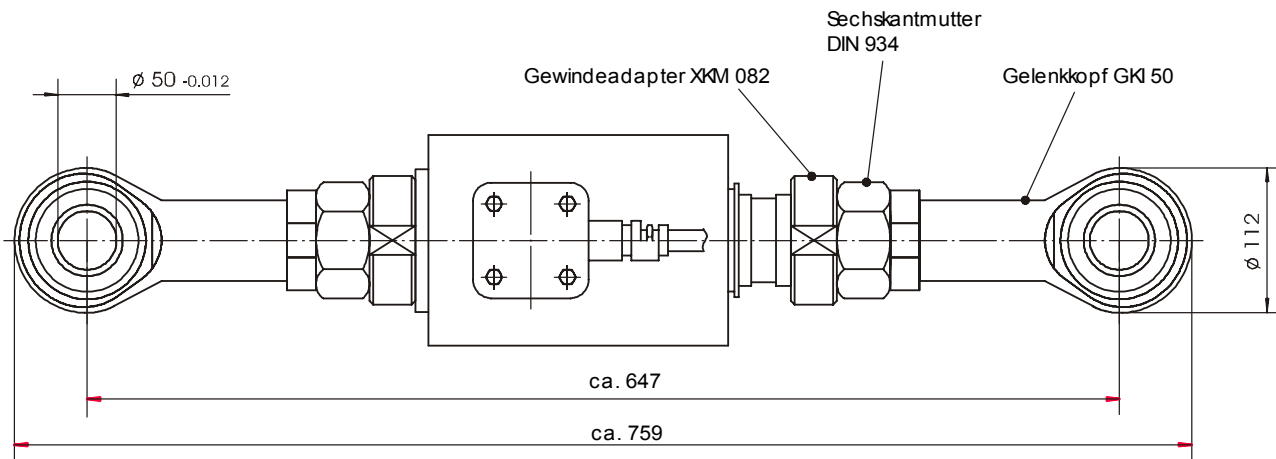 Sechskantmutter
DIN 934
Ø 50 -0.012
Gewindeadapter XKM 082
Gelenkkopf GKI 50
Ø 112
ca. 647
ca. 759